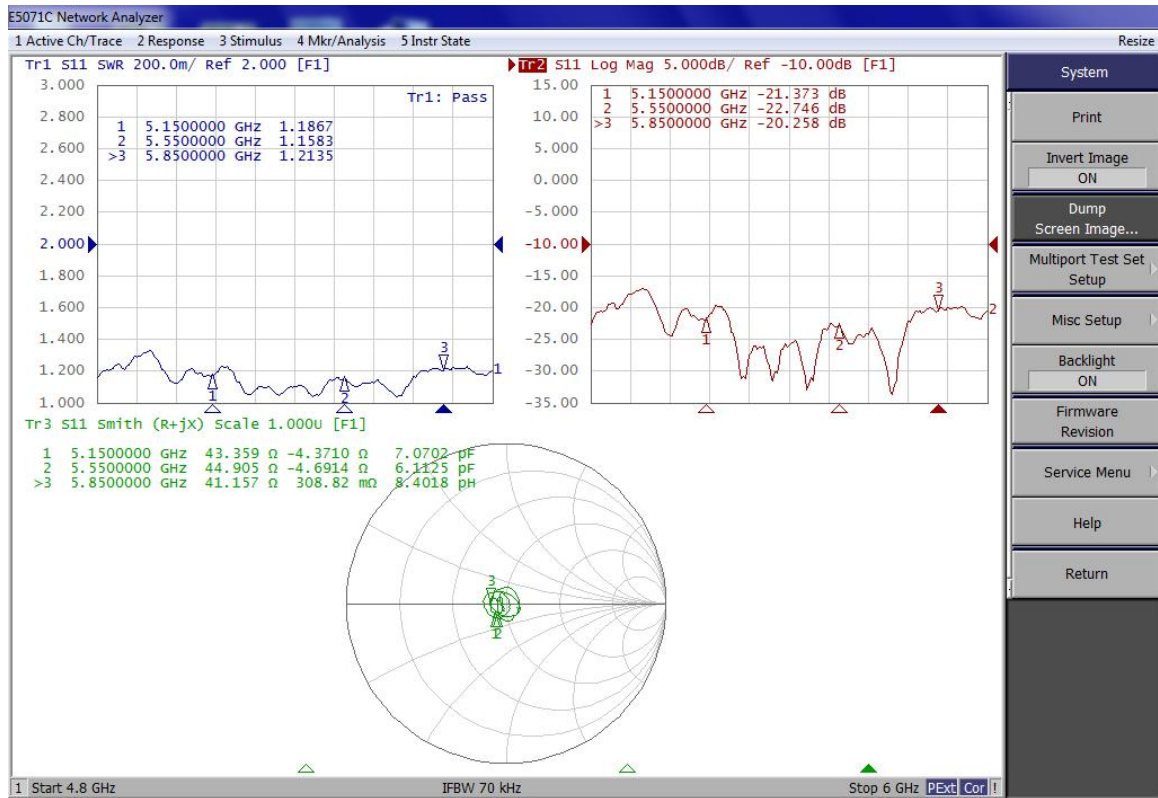 E5071C Network Analyzer
1 Active Ch/Trace 2 Response 3 Stimulus 4 Mkr/Analysis 5 Instr State Resize
Tr1 S11 SWR 200.0m/ Ref 2.000 [F1]
3.000
2.800
2.600
2.400
2.200
2.000
1.800
1.600
1.400
1.200
1.000
Tr1: Pass
1 5.1500000 GHz 1.1867
2 5.5500000 GHz 1.1583
>3 5.8500000 GHz 1.2135
1
2
3
1
Tr2 S11 Log Mag 5.000dB/ Ref -10.00dB [F1]
15.00
10.00
5.000
0.000
-5.000
-10.00
-15.00
-20.00
-25.00
-30.00
-35.00
1 5.1500000 GHz -21.373 dB
2 5.5500000 GHz -22.746 dB
>3 5.8500000 GHz -20.258 dB
1
2
3
2
Tr3 S11 Smith (R+jX) Scale 1.000U [F1]
1 5.1500000 GHz 43.359 Ω -4.3710 Ω 7.0702 pF
2 5.5500000 GHz 44.905 Ω -4.6914 Ω 6.1125 pF
>3 5.8500000 GHz 41.157 Ω 308.82 mΩ 8.4018 pH
3
2
System
Print
Invert Image
ON
Dump
Screen Image...
Multiport Test Set
Setup
Misc Setup
Backlight
ON
Firmware
Revision
Service Menu
Help
Return
1 Start 4.8 GHz IFBW 70 kHz Stop 6 GHz PExt Cor !